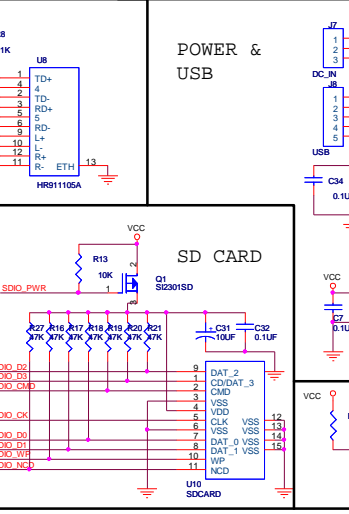 8
1K
U8
1 TD+
4 4
2 TD-
3 RD+
5 5
6 RD-
9 L+
10 L-
12 R+
11 R- ETH 13
HR911105A
POWER &
USB
J7
1
2
3
DC_IN
J8
1
2
3
4
5
USB
C34
0.1U
VCC
C7
0.1U
VCC
SD CARD
VCC
R13
10K
2
Q1
SI2301SD
1
3
SDIO_PWR
R27 R16 R17 R18 R19 R20 R21
47K 47K 47K 47K 47K 47K 47K
C31
10UF
C32
0.1UF
DIO_D2
DIO_D3
DIO_CMD
DIO_CK
DIO_D0
DIO_D1
DIO_WP
DIO_NCD
9 DAT_2
1 CD/DAT_3
2 CMD
3 VSS
4 VDD
5 CLK VSS 12
6 VSS VSS 13
7 DAT_0 VSS 14
8 DAT_1 VSS 15
10 WP
11 NCD
U10
SDCARD